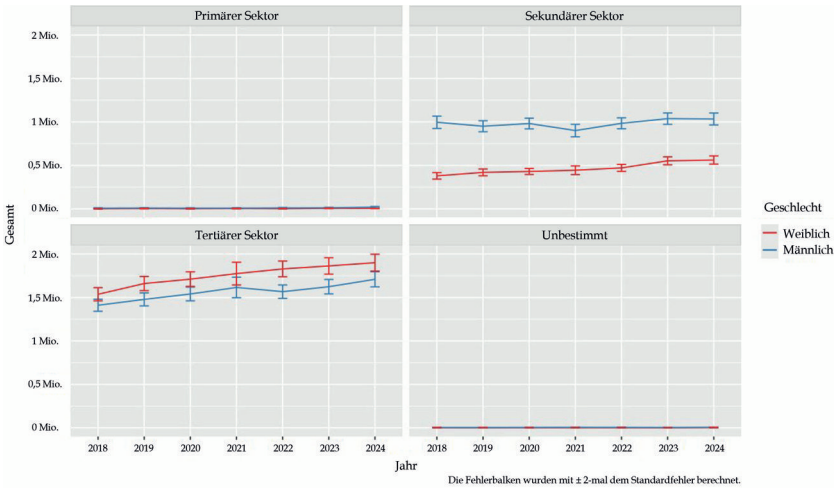 Primärer Sektor
Sekundärer Sektor
2 Mio.
1,5 Mio.
1 Mio.
0,5 Mio.
0 Mio.
Gesamt
Tertiärer Sektor
Unbestimmt
2 Mio.
1,5 Mio.
1 Mio.
0,5 Mio.
0 Mio.
2018 2019 2020 2021 2022 2023 2024
2018 2019 2020 2021 2022 2023 2024
Jahr
Geschlecht
Weiblich
Männlich
Die Fehlerbalken wurden mit ± 2-mal dem Standardfehler berechnet.